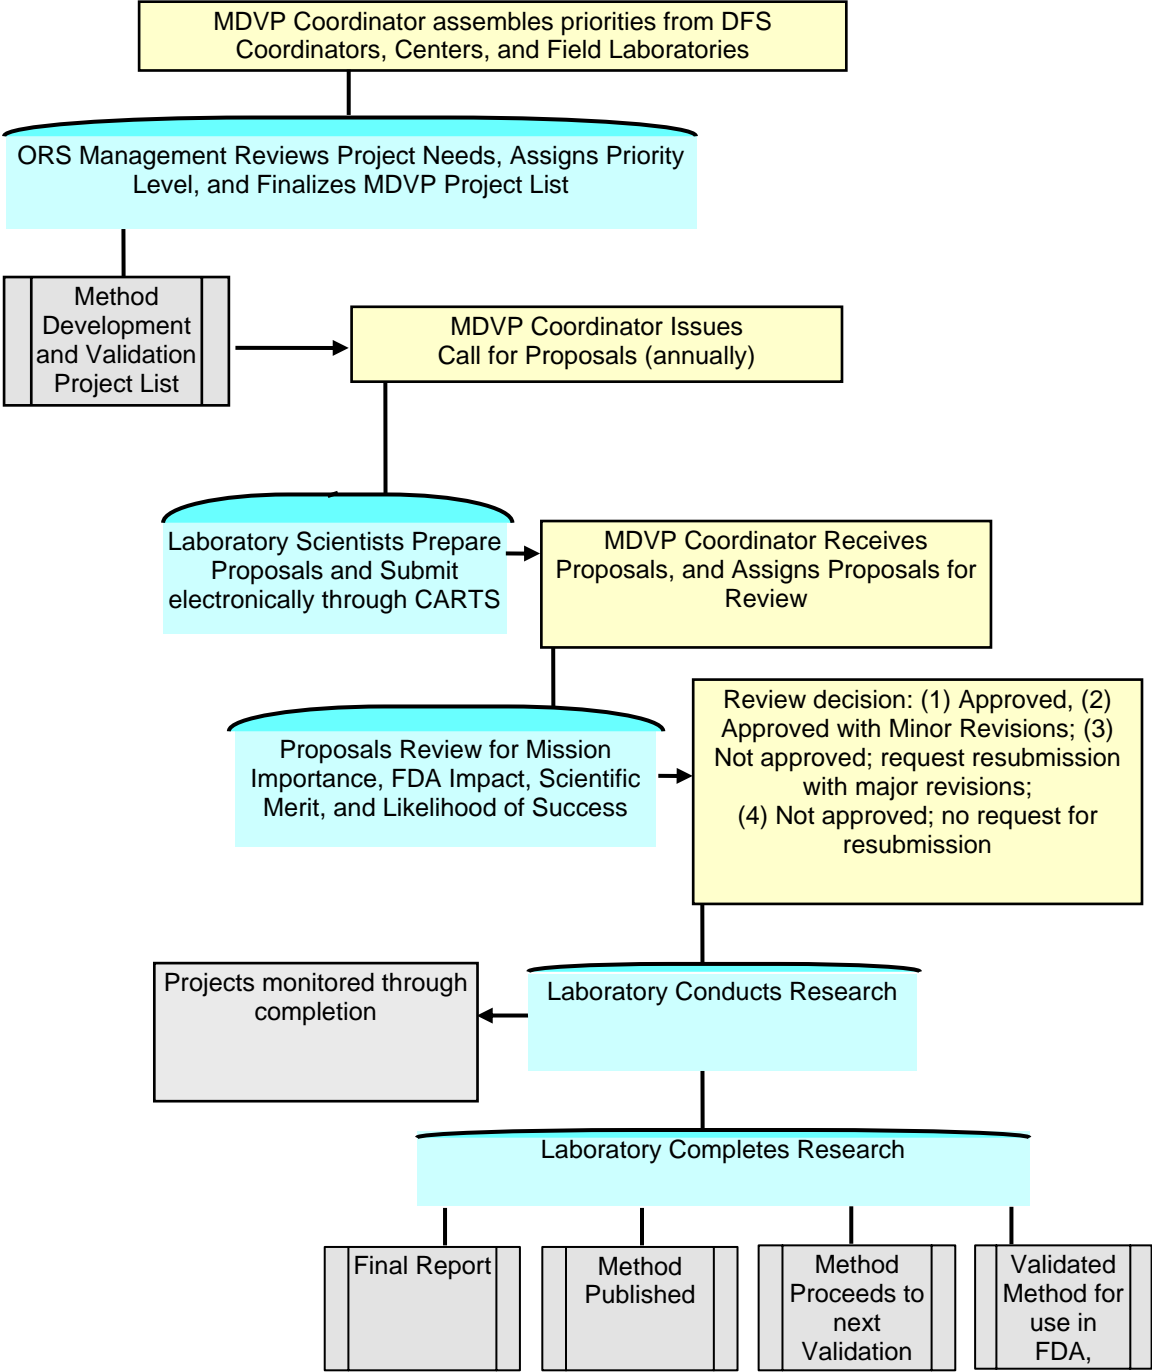 MDVP Coordinator assembles priorities from DFS
Coordinators, Centers, and Field Laboratories
ORS Management Reviews Project Needs, Assigns Priority
Level, and Finalizes MDVP Project List
Method
Development
and Validation
Project List
MDVP Coordinator Issues
Call for Proposals (annually)
Laboratory Scientists Prepare
Proposals and Submit
electronically through CARTS
MDVP Coordinator Receives
Proposals, and Assigns Proposals for
Review
Proposals Review for Mission
Importance, FDA Impact, Scientific
Merit, and Likelihood of Success
Review decision: (1) Approved, (2)
Approved with Minor Revisions; (3)
Not approved; request resubmission
with major revisions;
(4) Not approved; no request for
resubmission
Projects monitored through
completion
Laboratory Conducts Research
Laboratory Completes Research
Final Report
Method
Published
Method
Proceeds to
next
Validation
Validated
Method for
use in
FDA,